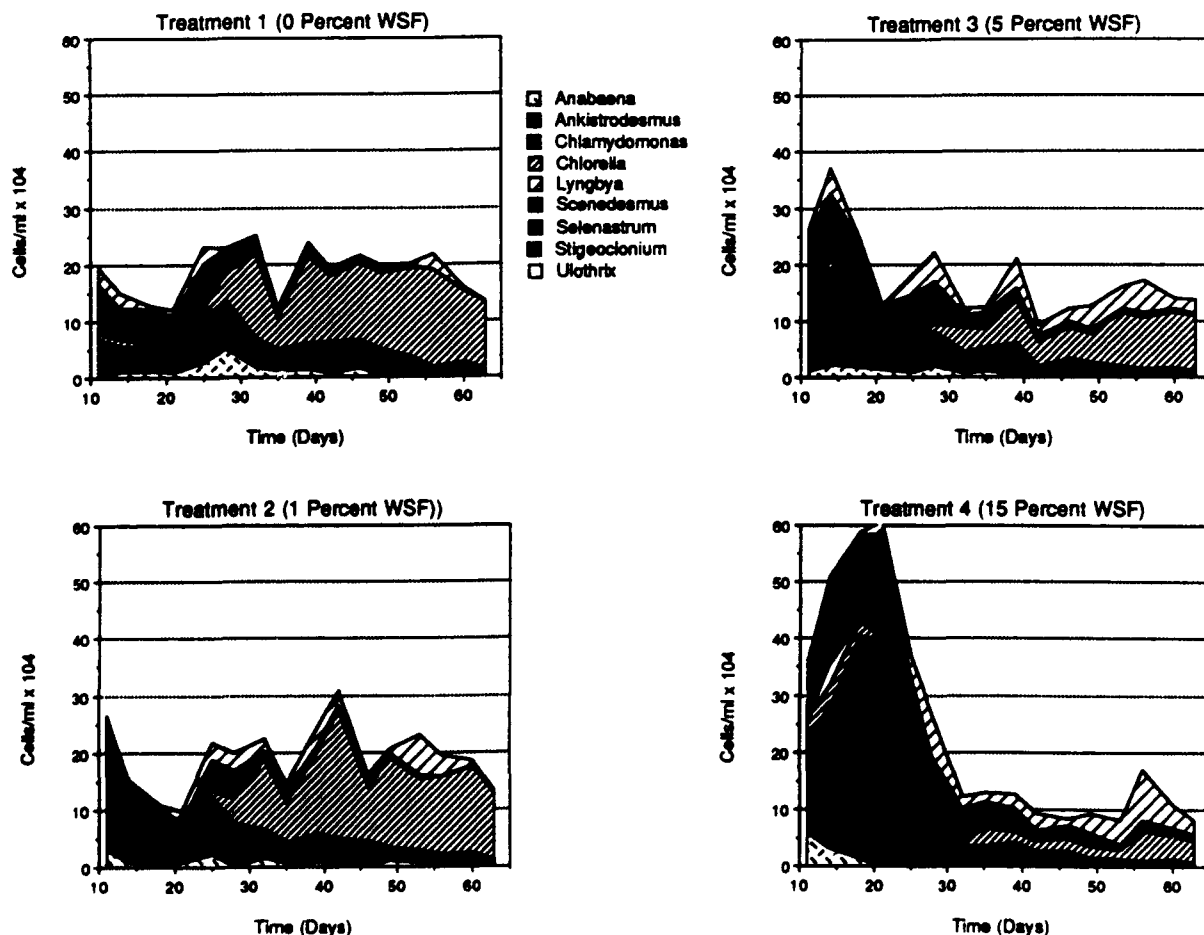 Treatment 1 (0 Percent WSF)
60
50
40
30
20
10
0
Cells/ml x 104
10 20 30 40 50 60
Time (Days)
Anabaena
Ankistrodesmus
Chlamydomonas
Chlorella
Lyngbya
Scenedesmus
Selenastrum
Stigeoclonium
Ulothrix
Treatment 3 (5 Percent WSF)
60
50
40
30
20
10
0
Cells/ml x 104
10 20 30 40 50 60
Time (Days)
Treatment 2 (1 Percent WSF))
60
50
40
30
20
10
0
Cells/ml x 104
10 20 30 40 50 60
Time (Days)
Treatment 4 (15 Percent WSF)
60
50
40
30
20
10
0
Cells/ml x 104
10 20 30 40 50 60
Time (Days)